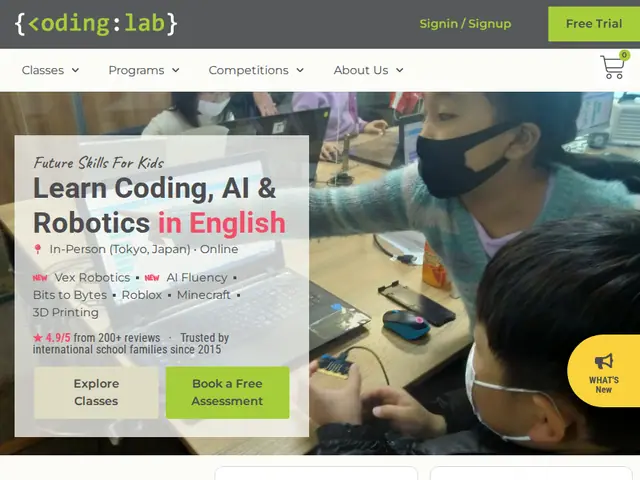 {<oding:lab}
Signin / Signup
Free Trial
Classes
Programs
Competitions
About Us
0
Future Skills For Kids
Learn Coding, AI &
Robotics in English
In-Person (Tokyo, Japan) · Online
NEW Vex Robotics ▪ NEW AI Fluency ▪
Bits to Bytes ▪ Roblox ▪ Minecraft ▪
3D Printing
★ 4.9/5 from 200+ reviews · Trusted by
international school families since 2015
Explore
Classes
Book a Free
Assessment
WHAT'S
New